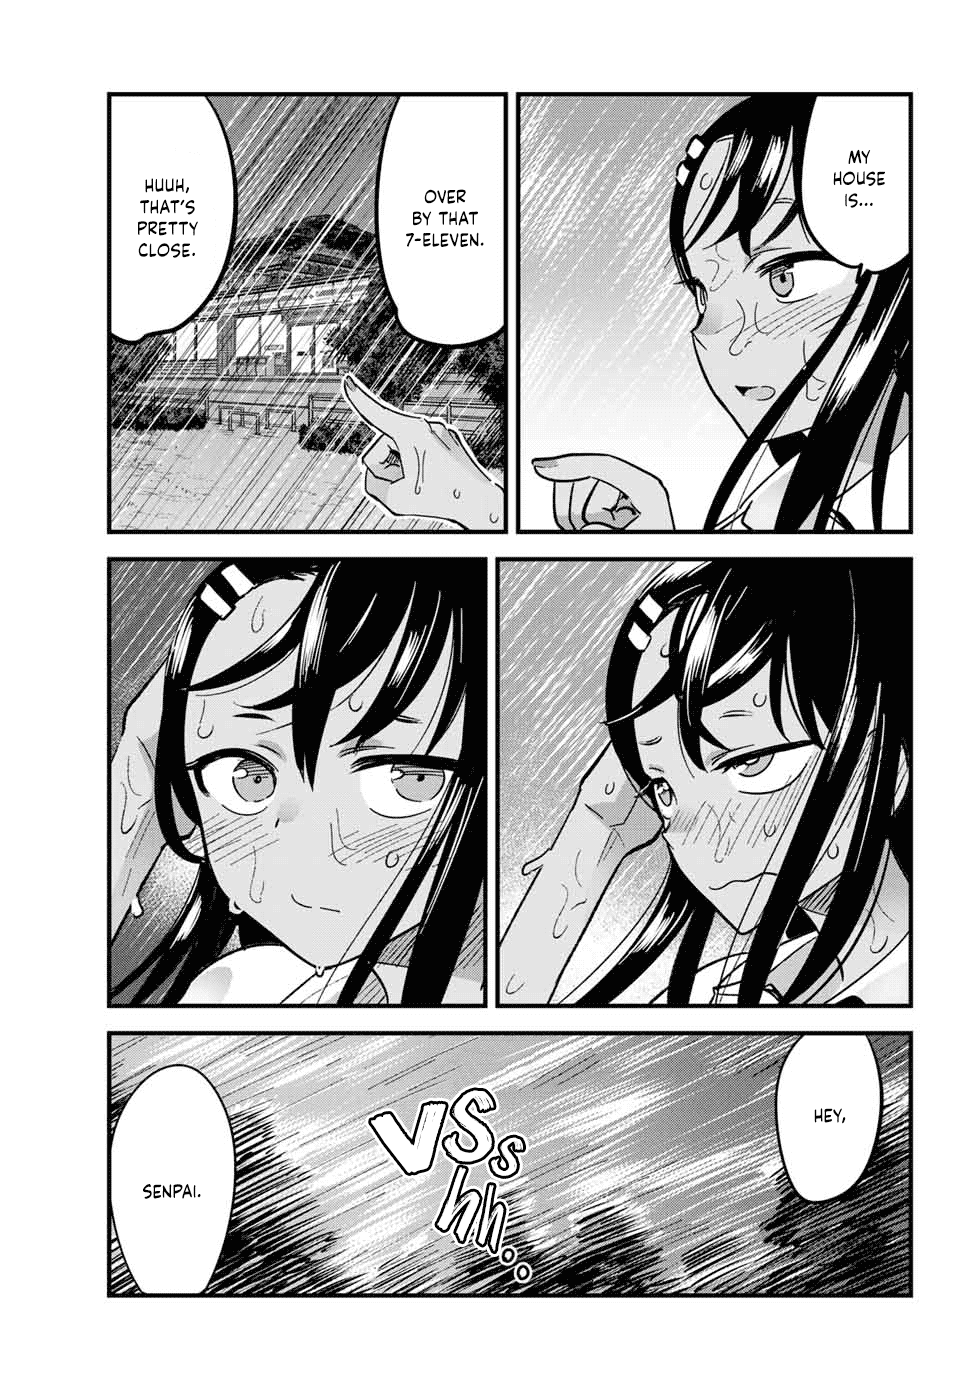 MY
HOUSE
IS...
OVER
BY THAT
7-ELEVEN.
HUUH,
THAT'S
PRETTY
CLOSE.
HEY,
VSs
hh...
SENPAI.